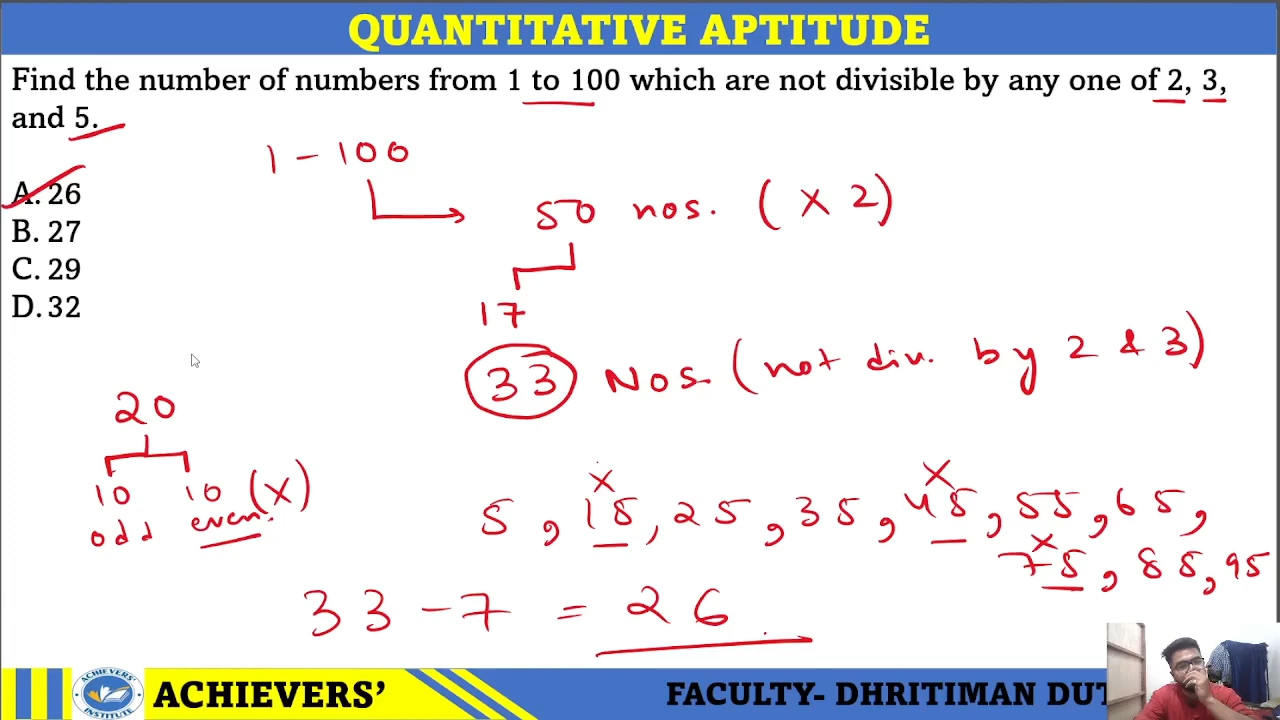 QUANTITATIVE APTITUDE
Find the number of numbers from 1 to 100 which are not divisible by any one of 2, 3,
and 5.
A. 26
B. 27
C. 29
D. 32
1 - 100
50 nos. ( X 2)
17
33 Nos. (not div. by 2 & 3)
20
10 10 (X)
odd even
X X
5, 15, 25, 35, 45, 55, 65,
X
75, 85, 95
33 - 7 = 26
ACHIEVERS'
INSTITUTE
ACHIEVERS’
FACULTY- DHRITIMAN DUT